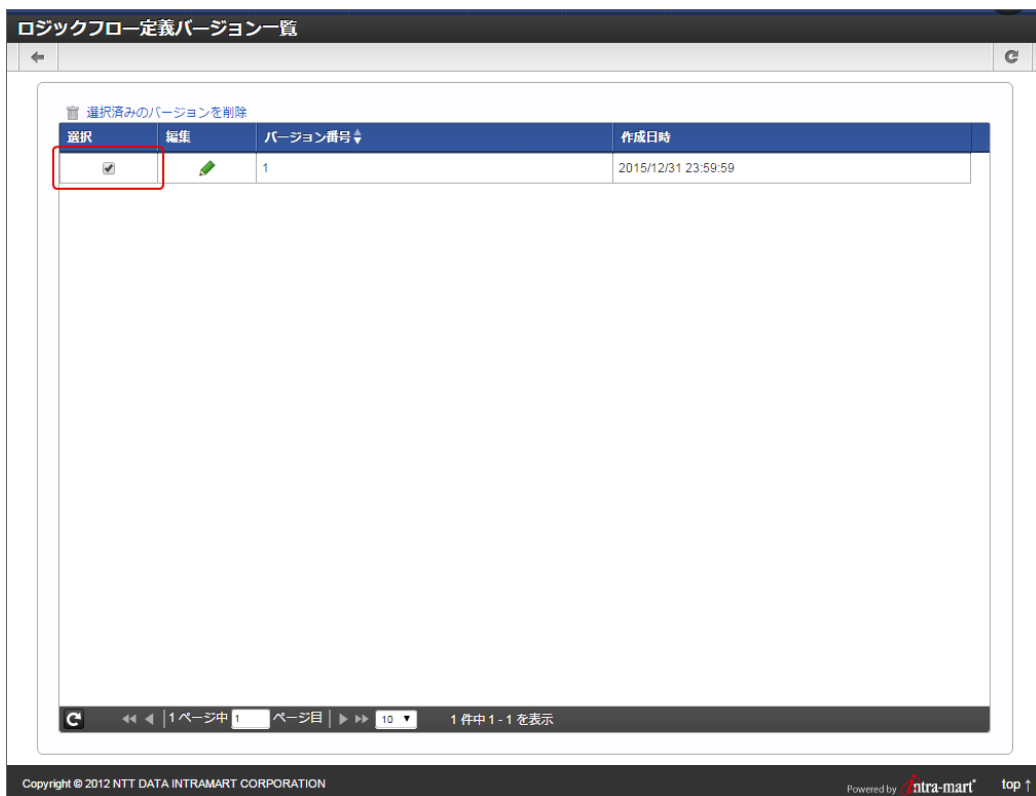 ロジックフロー定義バージョン一覧
選択済みのバージョンを削除
選択 編集 バージョン番号 作成日時
1 2015/12/31 23:59:59
1 ページ中 1 ページ目 10 1 件中 1 - 1 を表示
Copyright © 2012 NTT DATA INTRAMART CORPORATION Powered by intra-mart® top ↑